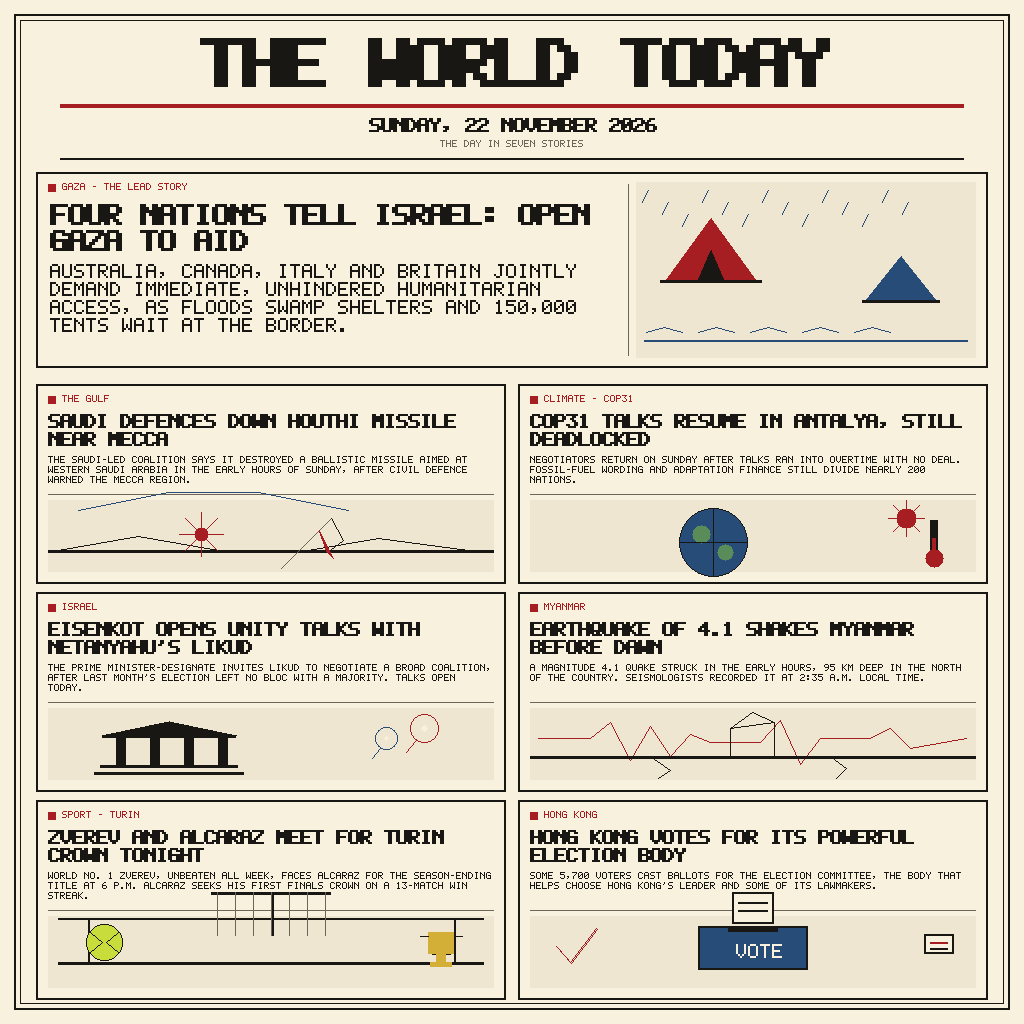 THE WORLD TODAY
SUNDAY, 22 NOVEMBER 2026
THE DAY IN SEVEN STORIES
GAZA - THE LEAD STORY
FOUR NATIONS TELL ISRAEL: OPEN
GAZA TO AID
AUSTRALIA, CANADA, ITALY AND BRITAIN JOINTLY
DEMAND IMMEDIATE, UNHINDERED HUMANITARIAN
ACCESS, AS FLOODS SWAMP SHELTERS AND 150,000
TENTS WAIT AT THE BORDER.
THE GULF
SAUDI DEFENCES DOWN HOUTHI MISSILE
NEAR MECCA
THE SAUDI-LED COALITION SAYS IT DESTROYED A BALLISTIC MISSILE AIMED AT
WESTERN SAUDI ARABIA IN THE EARLY HOURS OF SUNDAY, AFTER CIVIL DEFENCE
WARNED THE MECCA REGION.
CLIMATE - COP31
COP31 TALKS RESUME IN ANTALYA, STILL
DEADLOCKED
NEGOTIATORS RETURN ON SUNDAY AFTER TALKS RAN INTO OVERTIME WITH NO DEAL.
FOSSIL-FUEL WORDING AND ADAPTATION FINANCE STILL DIVIDE NEARLY 200
NATIONS.
ISRAEL
EISENKOT OPENS UNITY TALKS WITH
NETANYAHU'S LIKUD
THE PRIME MINISTER-DESIGNATE INVITES LIKUD TO NEGOTIATE A BROAD COALITION,
AFTER LAST MONTH'S ELECTION LEFT NO BLOC WITH A MAJORITY. TALKS OPEN
TODAY.
MYANMAR
EARTHQUAKE OF 4.1 SHAKES MYANMAR
BEFORE DAWN
A MAGNITUDE 4.1 QUAKE STRUCK IN THE EARLY HOURS, 95 KM DEEP IN THE NORTH
OF THE COUNTRY. SEISMOLOGISTS RECORDED IT AT 2:35 A.M. LOCAL TIME.
SPORT - TURIN
ZVEREV AND ALCARAZ MEET FOR TURIN
CROWN TONIGHT
WORLD NO. 1 ZVEREV, UNBEATEN ALL WEEK, FACES ALCARAZ FOR THE SEASON-ENDING
TITLE AT 6 P.M. ALCARAZ SEEKS HIS FIRST FINALS CROWN ON A 13-MATCH WIN
STREAK.
HONG KONG
HONG KONG VOTES FOR ITS POWERFUL
ELECTION BODY
SOME 5,700 VOTERS CAST BALLOTS FOR THE ELECTION COMMITTEE, THE BODY THAT
HELPS CHOOSE HONG KONG'S LEADER AND SOME OF ITS LAWMAKERS.
VOTE